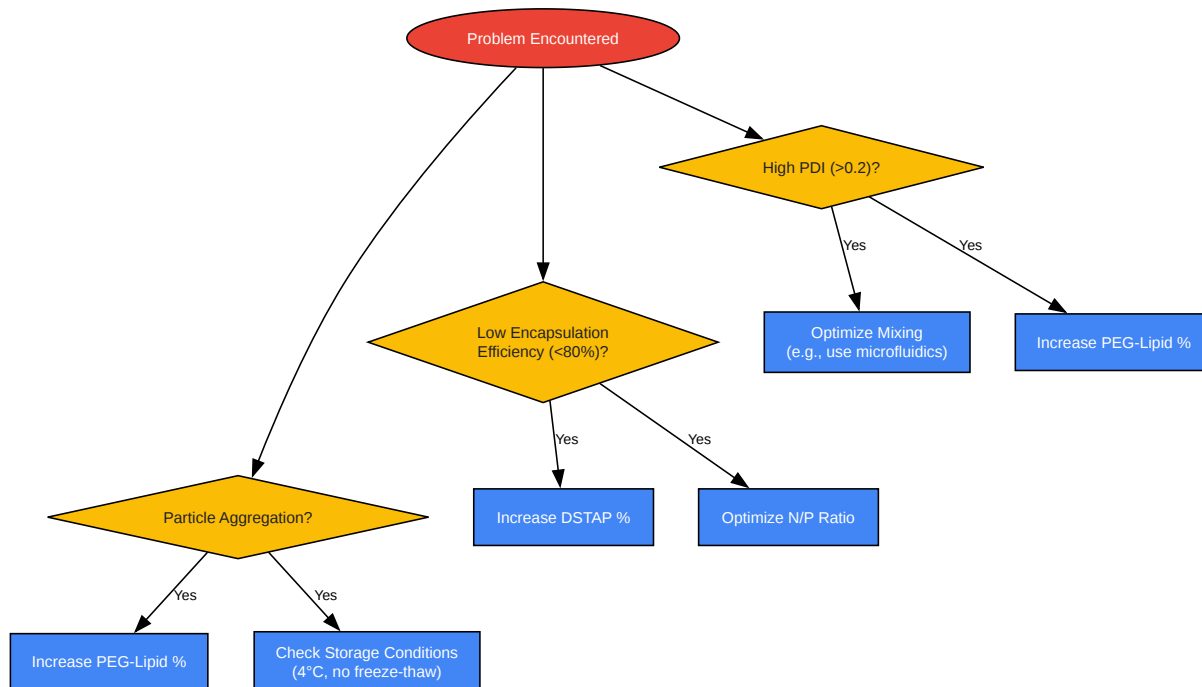 Problem Encountered
High PDI (>0.2)?
Yes
Yes
Optimize Mixing
(e.g., use microfluidics)
Increase PEG-Lipid %
Low Encapsulation
Efficiency (<80%)?
Yes
Yes
Increase DSTAP %
Optimize N/P Ratio
Particle Aggregation?
Yes
Yes
Increase PEG-Lipid %
Check Storage Conditions
(4°C, no freeze-thaw)